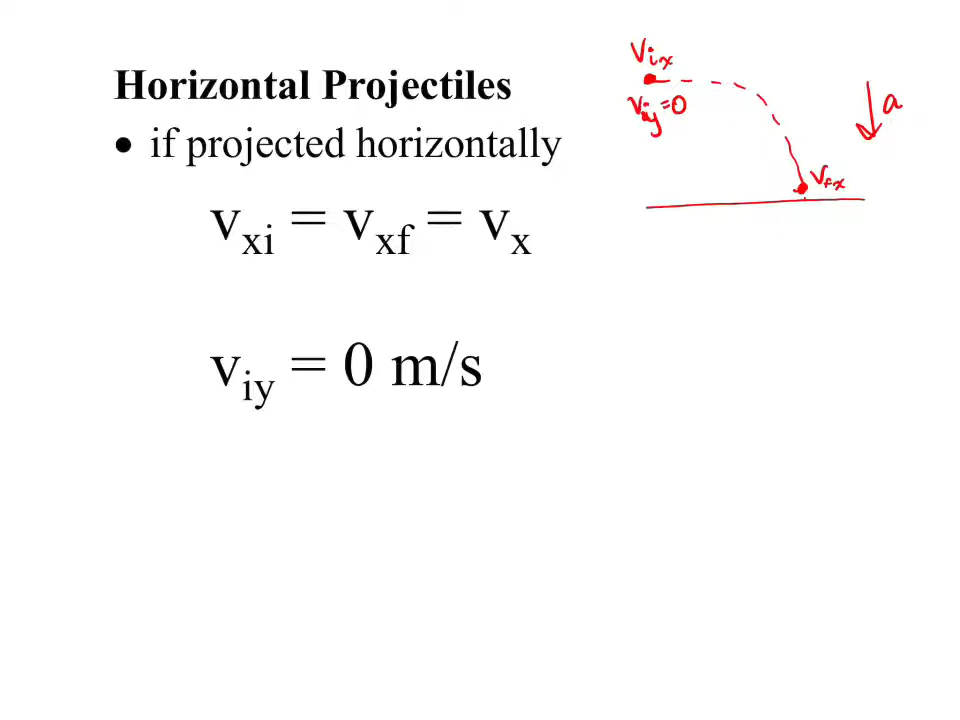 Horizontal Projectiles
• if projected horizontally
vxi = vxf = vx
viy = 0 m/s
vix
viy=0
a
vfx